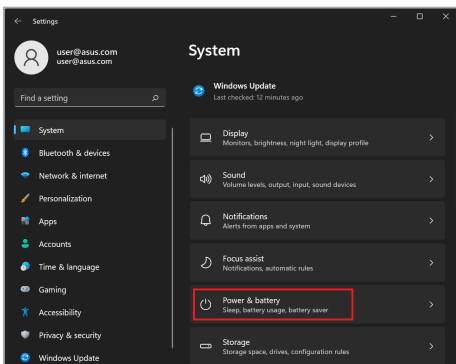 Settings
user@asus.com
user@asus.com
Find a setting
System
Bluetooth & devices
Network & internet
Personalization
Apps
Accounts
Time & language
Gaming
Accessibility
Privacy & security
Windows Update
System
Windows Update
Last checked: 12 minutes ago
Display
Monitors, brightness, night light, display profile
Sound
Volume levels, output, input, sound devices
Notifications
Alerts from apps and system
Focus assist
Notifications, automatic rules
Power & battery
Sleep, battery usage, battery saver
Storage
Storage space, drives, configuration rules